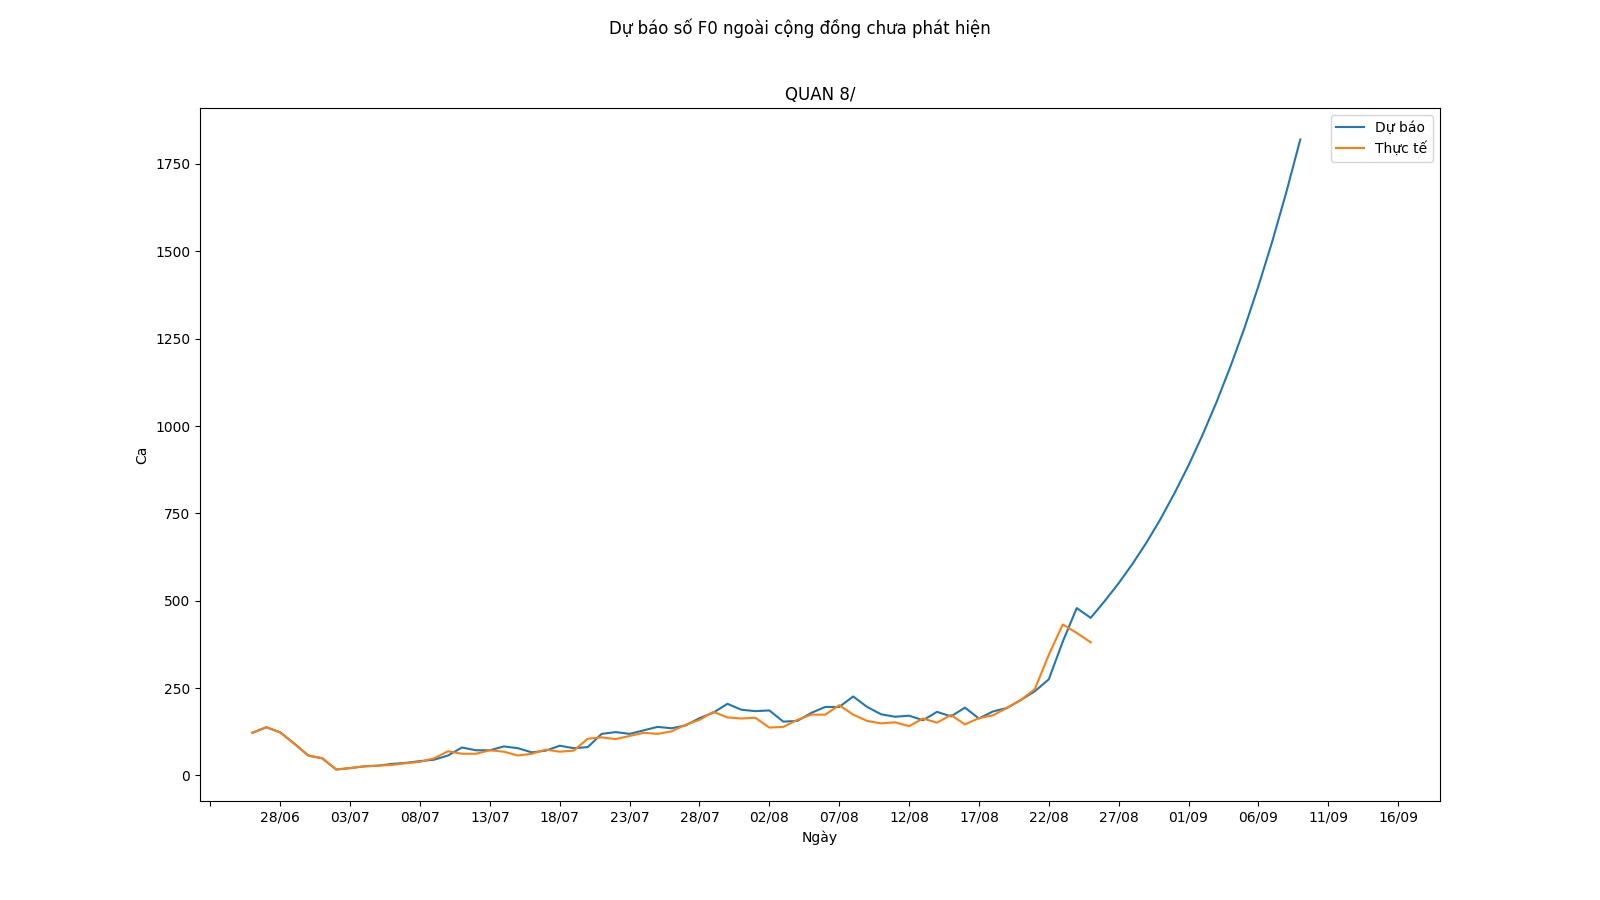 Dự báo số F0 ngoài cộng đồng chưa phát hiện
QUAN 8/
Dự báo
Thực tế
1750
1500
1250
1000
750
500
250
0
Ca
28/06 03/07 08/07 13/07 18/07 23/07 28/07 02/08 07/08 12/08 17/08 22/08 27/08 01/09 06/09 11/09 16/09
Ngày